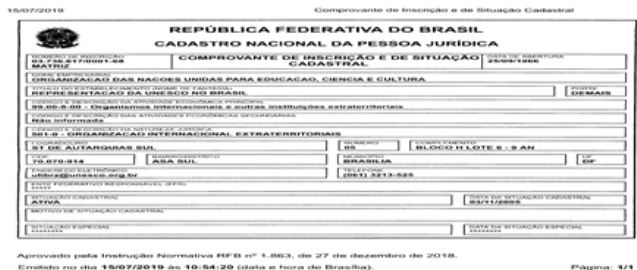 15/07/2019 Comprovante de Inscrição e de Situação Cadastral
REPÚBLICA FEDERATIVA DO BRASIL
CADASTRO NACIONAL DA PESSOA JURÍDICA
NÚMERO DE INSCRIÇÃO
03.736.617/0001-68
MATRIZ
COMPROVANTE DE INSCRIÇÃO E DE SITUAÇÃO CADASTRAL
DATA DE ABERTURA
25/09/1966
NOME EMPRESARIAL
ORGANIZACAO DAS NACOES UNIDAS PARA EDUCACAO, CIENCIA E CULTURA
TÍTULO DO ESTABELECIMENTO (NOME DE FANTASIA)
REPRESENTACAO DA UNESCO NO BRASIL
PORTE
DEMAIS
CÓDIGO E DESCRIÇÃO DA ATIVIDADE ECONÔMICA PRINCIPAL
99.00-8-00 - Organismos internacionais e outras instituições extraterritoriais
CÓDIGO E DESCRIÇÃO DAS ATIVIDADES ECONÔMICAS SECUNDÁRIAS
Não informada
CÓDIGO E DESCRIÇÃO DA NATUREZA JURÍDICA
501-0 - ORGANIZACAO INTERNACIONAL EXTRATERRITORIAIS
LOGRADOURO
ST DE AUTARQUIAS SUL
NÚMERO
05
COMPLEMENTO
BLOCO H LOTE 6 - 9 AN
CEP
70.070-914
BAIRRO/DISTRITO
ASA SUL
MUNICÍPIO
BRASILIA
UF
DF
ENDEREÇO ELETRÔNICO
uhbrz@unesco.org.br
TELEFONE
(061) 3213-525
ENTE FEDERATIVO RESPONSÁVEL (EFR)
*****
SITUAÇÃO CADASTRAL
ATIVA
DATA DA SITUAÇÃO CADASTRAL
03/11/2005
MOTIVO DE SITUAÇÃO CADASTRAL
SITUAÇÃO ESPECIAL
********
DATA DA SITUAÇÃO ESPECIAL
********
Aprovado pela Instrução Normativa RFB nº 1.863, de 27 de dezembro de 2018.
Emitido no dia 15/07/2019 às 10:54:20 (data e hora de Brasília). Página: 1/1